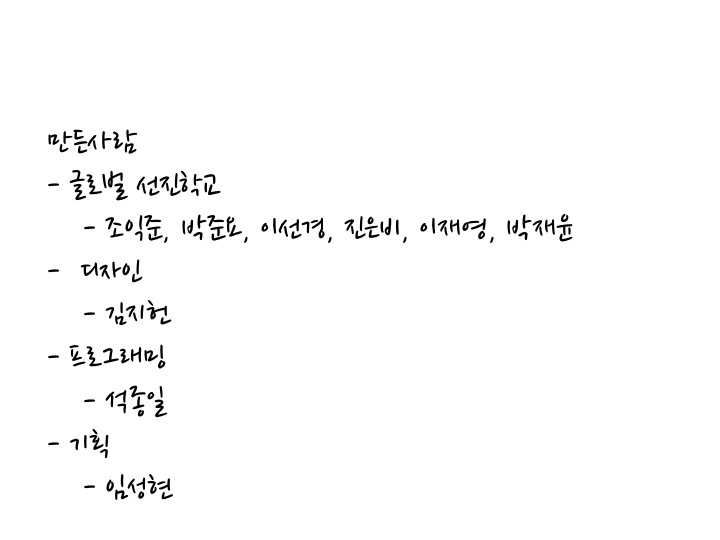 만든사람
- 글로벌 선진학교
- 조익준, 박준요, 이선경, 진은비, 이재영, 박재윤
- 디자인
- 김지헌
- 프로그래밍
- 석종일
- 기획
- 임성현